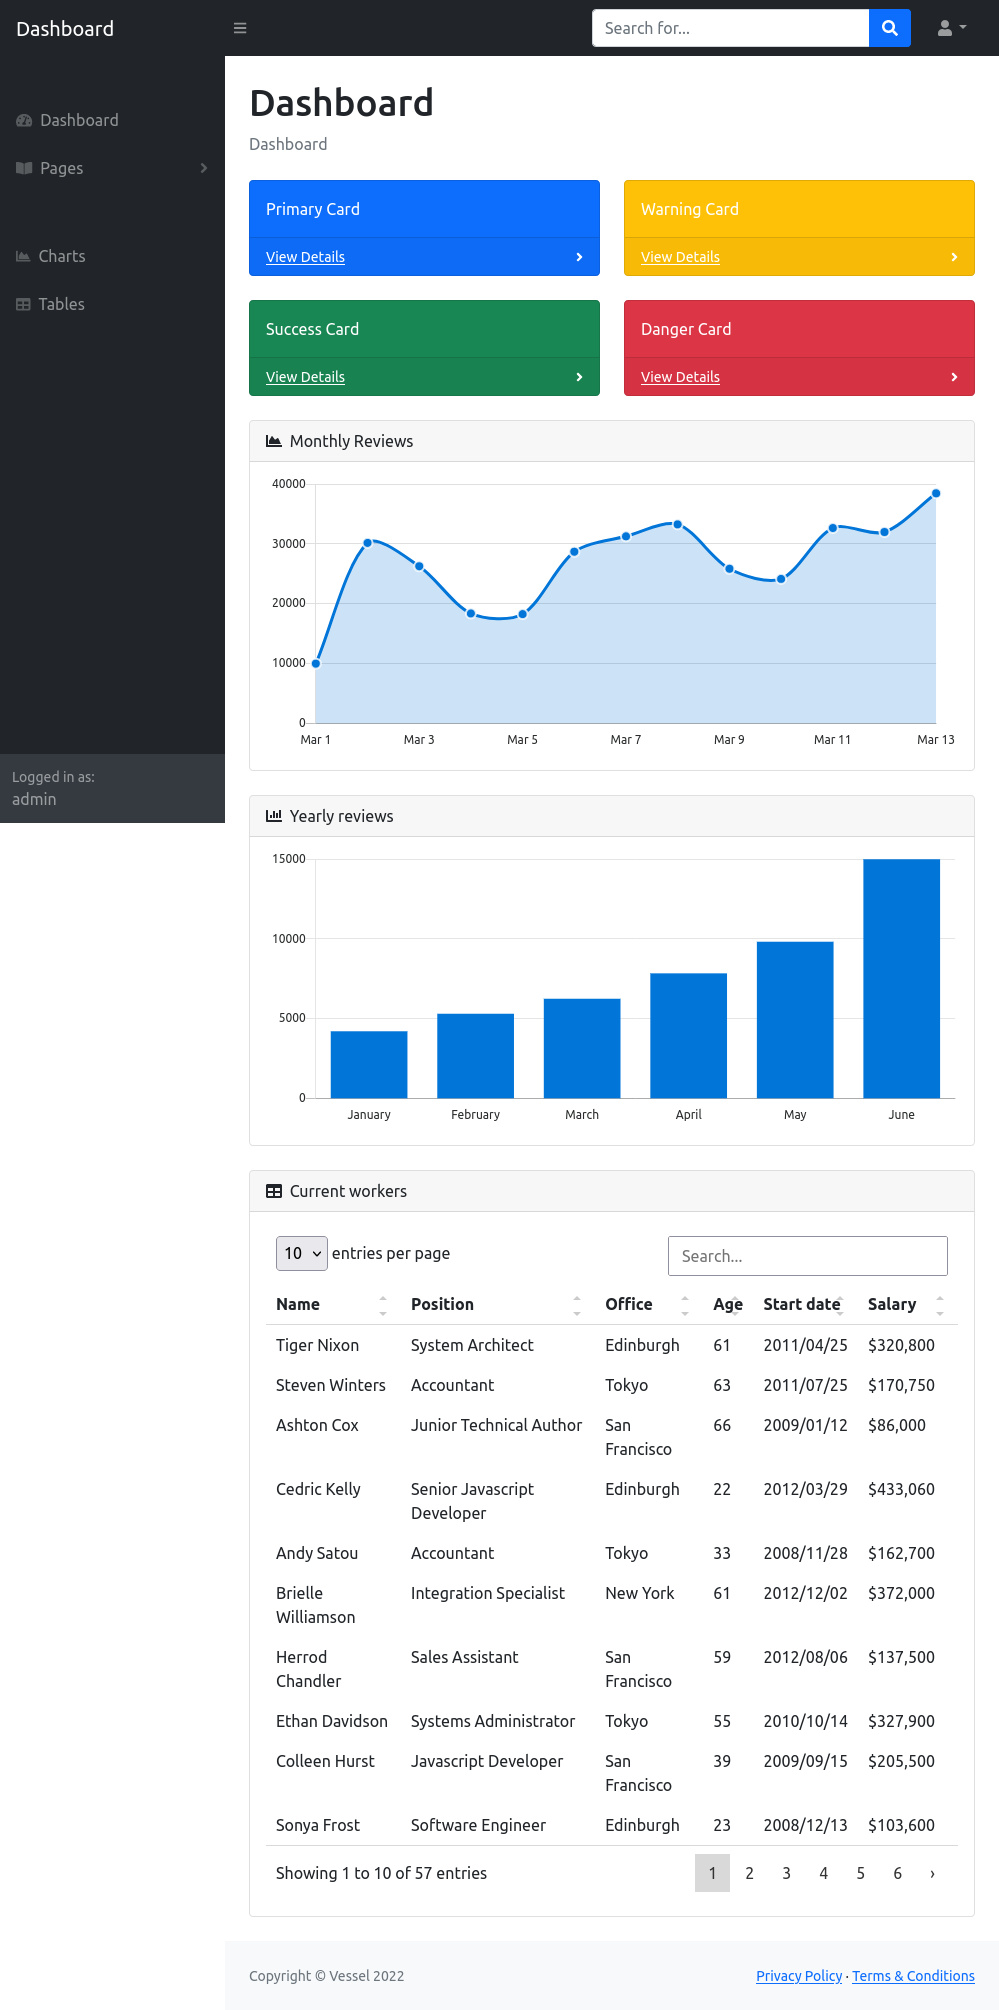 Dashboard
Search for...
Dashboard
Pages
Charts
Tables
Logged in as:
admin
Dashboard
Dashboard
Primary Card
View Details
Warning Card
View Details
Success Card
View Details
Danger Card
View Details
Monthly Reviews
40000
30000
20000
10000
0
Mar 1 Mar 3 Mar 5 Mar 7 Mar 9 Mar 11 Mar 13
Yearly reviews
15000
10000
5000
0
January February March April May June
Current workers
10 entries per page
Search...
Name Position Office Age Start date Salary
Tiger Nixon System Architect Edinburgh 61 2011/04/25 $320,800
Steven Winters Accountant Tokyo 63 2011/07/25 $170,750
Ashton Cox Junior Technical Author San 66 2009/01/12 $86,000
Francisco
Cedric Kelly Senior Javascript Edinburgh 22 2012/03/29 $433,060
Developer
Andy Satou Accountant Tokyo 33 2008/11/28 $162,700
Brielle Integration Specialist New York 61 2012/12/02 $372,000
Williamson
Herrod Sales Assistant San 59 2012/08/06 $137,500
Chandler Francisco
Ethan Davidson Systems Administrator Tokyo 55 2010/10/14 $327,900
Colleen Hurst Javascript Developer San 39 2009/09/15 $205,500
Francisco
Sonya Frost Software Engineer Edinburgh 23 2008/12/13 $103,600
Showing 1 to 10 of 57 entries 1 2 3 4 5 6 ›
Copyright © Vessel 2022 Privacy Policy · Terms & Conditions